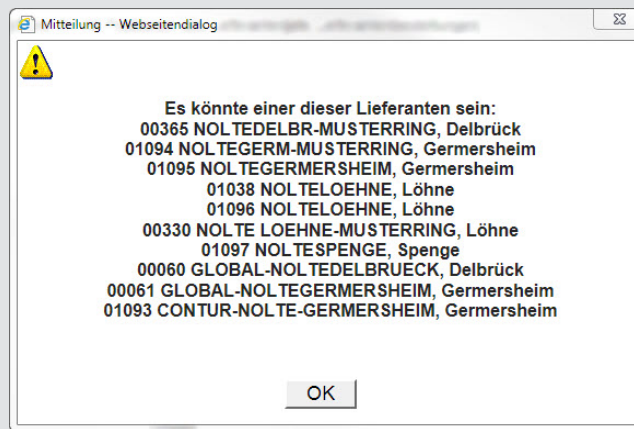 Mitteilung -- Webseitendialog
Es könnte einer dieser Lieferanten sein:
00365 NOLTEDELBR-MUSTERRING, Delbrück
01094 NOLTEGERM-MUSTERRING, Germersheim
01095 NOLTEGERMERSHEIM, Germersheim
01038 NOLTELOEHNE, Löhne
01096 NOLTELOEHNE, Löhne
00330 NOLTE LOEHNE-MUSTERRING, Löhne
01097 NOLTESPENGE, Spenge
00060 GLOBAL-NOLTEDELBRUECK, Delbrück
00061 GLOBAL-NOLTEGERMERSHEIM, Germersheim
01093 CONTUR-NOLTE-GERMERSHEIM, Germersheim
OK